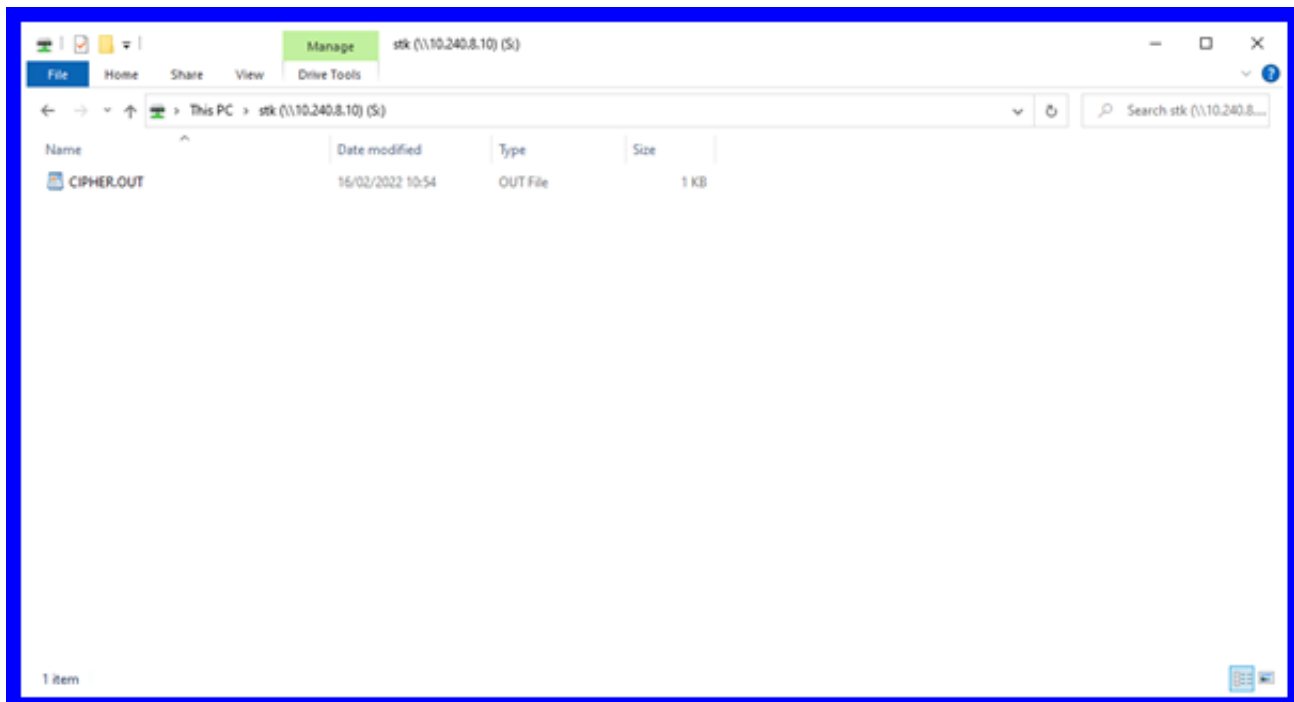 Manage stk (\\10.240.8.10) (S:)
File Home Share View Drive Tools
This PC > stk (\\10.240.8.10) (S:) Search stk (\\10.240.8....
Name Date modified Type Size
CIPHER.OUT 16/02/2022 10:54 OUT File 1 KB
1 item